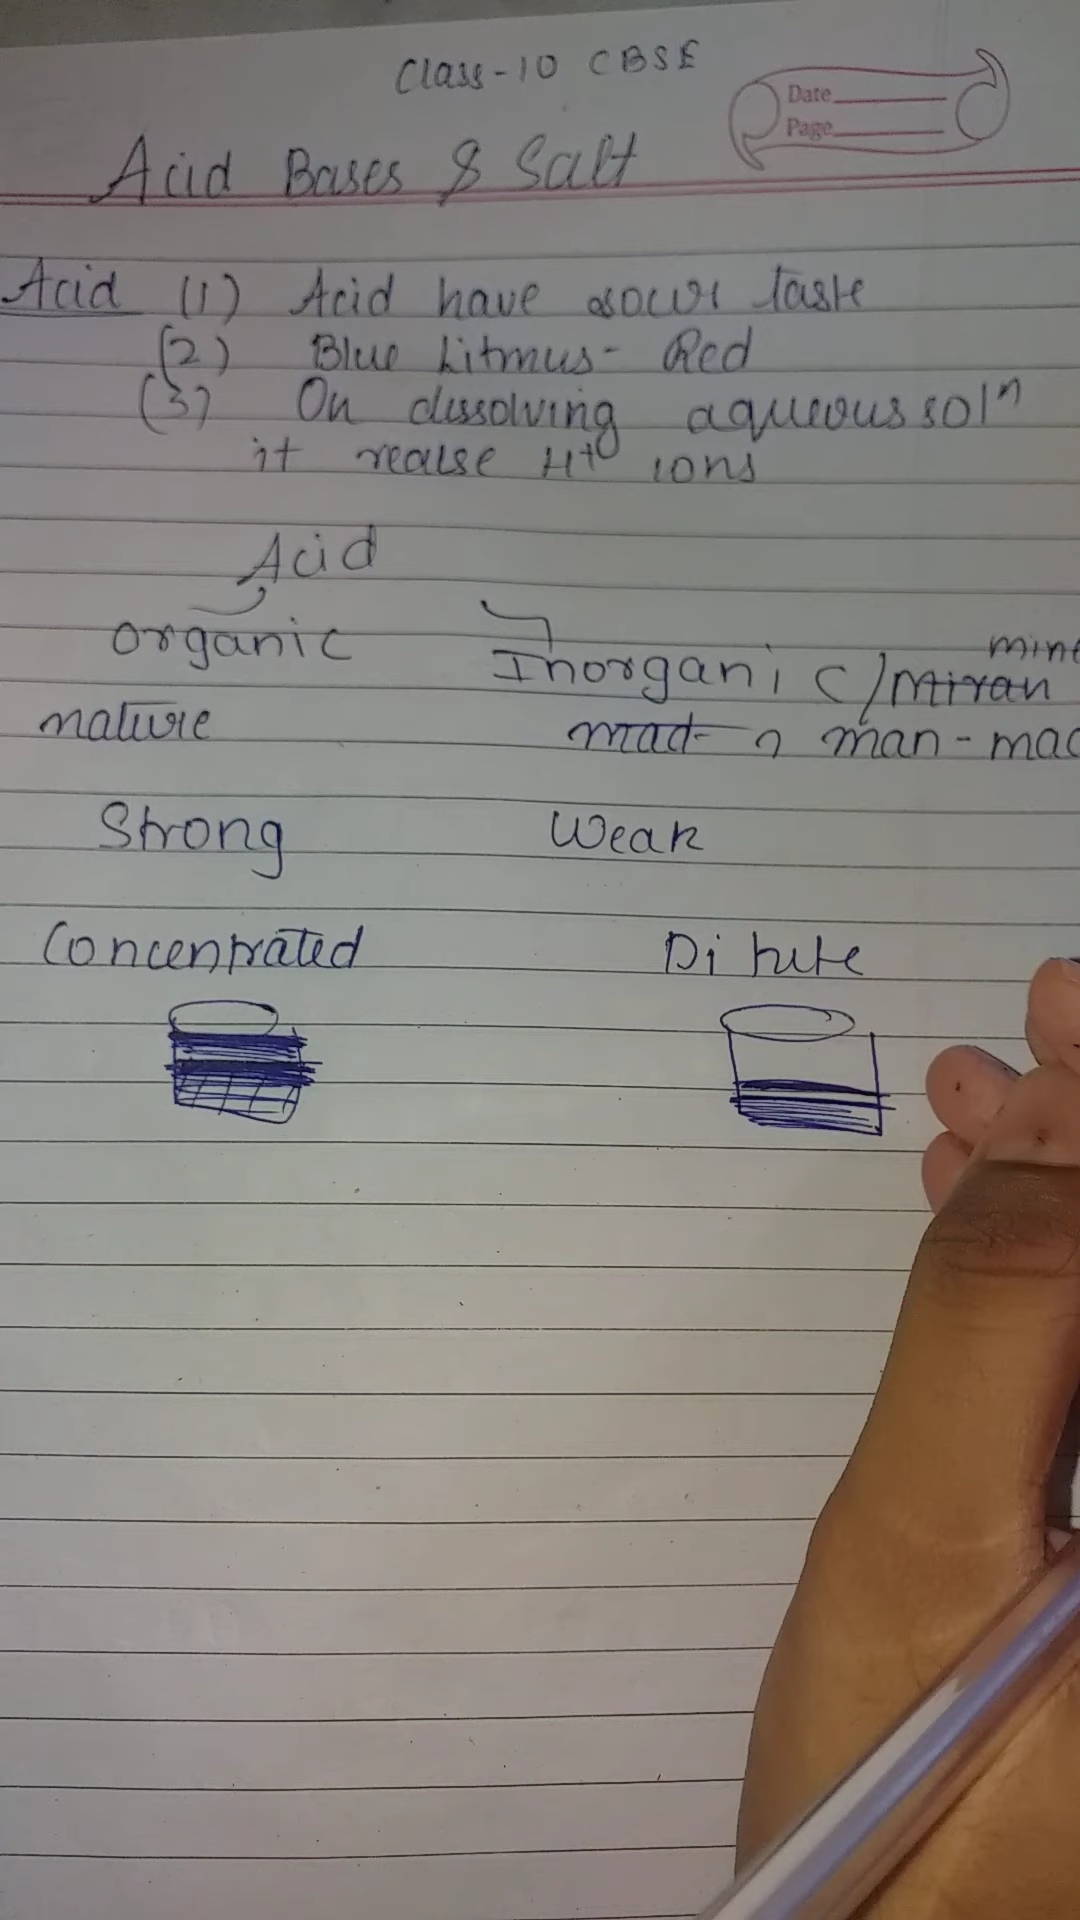 Class-10 CBSE
Date
Page
Acid Bases & Salt
Acid (1) Acid have sour taste
(2) Blue Litmus- Red
(3) On dissolving aqueous solⁿ
it realse H⁺ ions
Acid
organic
Inorganic/
nature
man-mad
Strong Weak
Concentrated Dilute